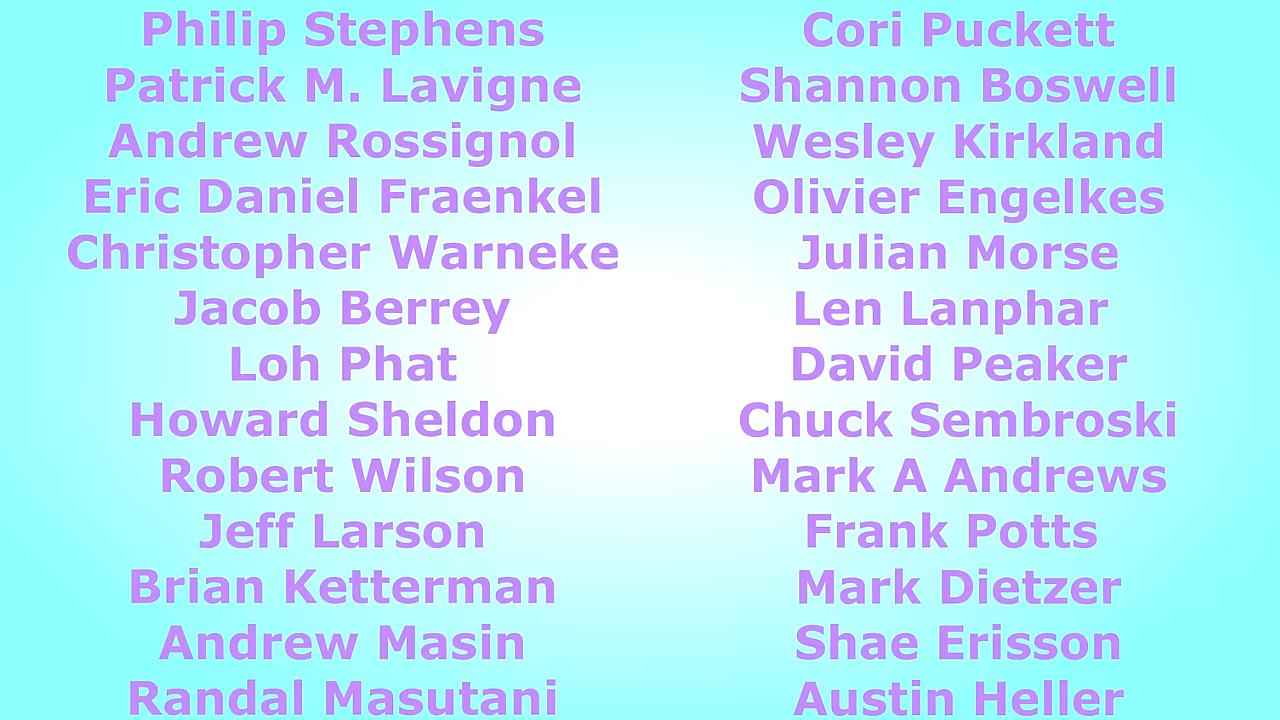 Philip Stephens
Patrick M. Lavigne
Andrew Rossignol
Eric Daniel Fraenkel
Christopher Warneke
Jacob Berrey
Loh Phat
Howard Sheldon
Robert Wilson
Jeff Larson
Brian Ketterman
Andrew Masin
Randal Masutani
Cori Puckett
Shannon Boswell
Wesley Kirkland
Olivier Engelkes
Julian Morse
Len Lanphar
David Peaker
Chuck Sembroski
Mark A Andrews
Frank Potts
Mark Dietzer
Shae Erisson
Austin Heller